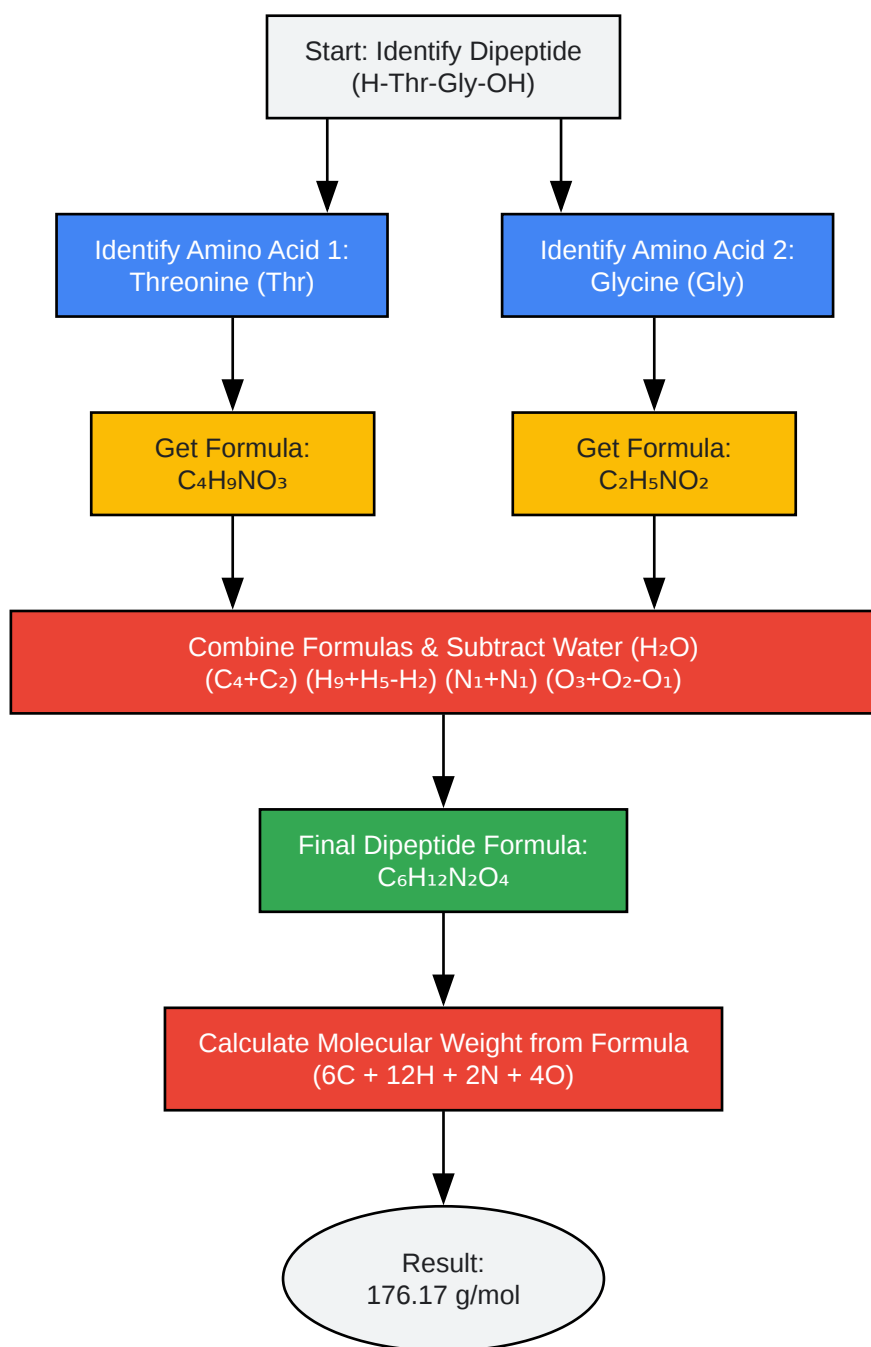 Start: Identify Dipeptide
(H-Thr-Gly-OH)
Identify Amino Acid 1:
Threonine (Thr)
Identify Amino Acid 2:
Glycine (Gly)
Get Formula:
C₄H₉NO₃
Get Formula:
C₂H₅NO₂
Combine Formulas & Subtract Water (H₂O)
(C₄+C₂) (H₉+H₅-H₂) (N₁+N₁) (O₃+O₂-O₁)
Final Dipeptide Formula:
C₆H₁₂N₂O₄
Calculate Molecular Weight from Formula
(6C + 12H + 2N + 4O)
Result:
176.17 g/mol